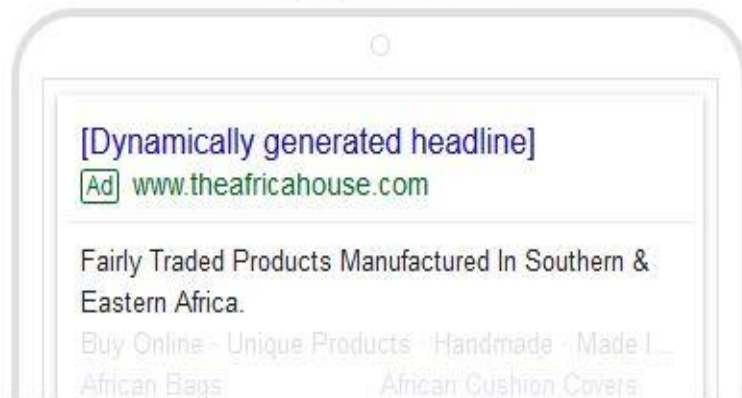 [Dynamically generated headline]
Ad www.theafricahouse.com
Fairly Traded Products Manufactured In Southern &
Eastern Africa.
Buy Online · Unique Products · Handmade · Made I...
African Bags African Cushion Covers